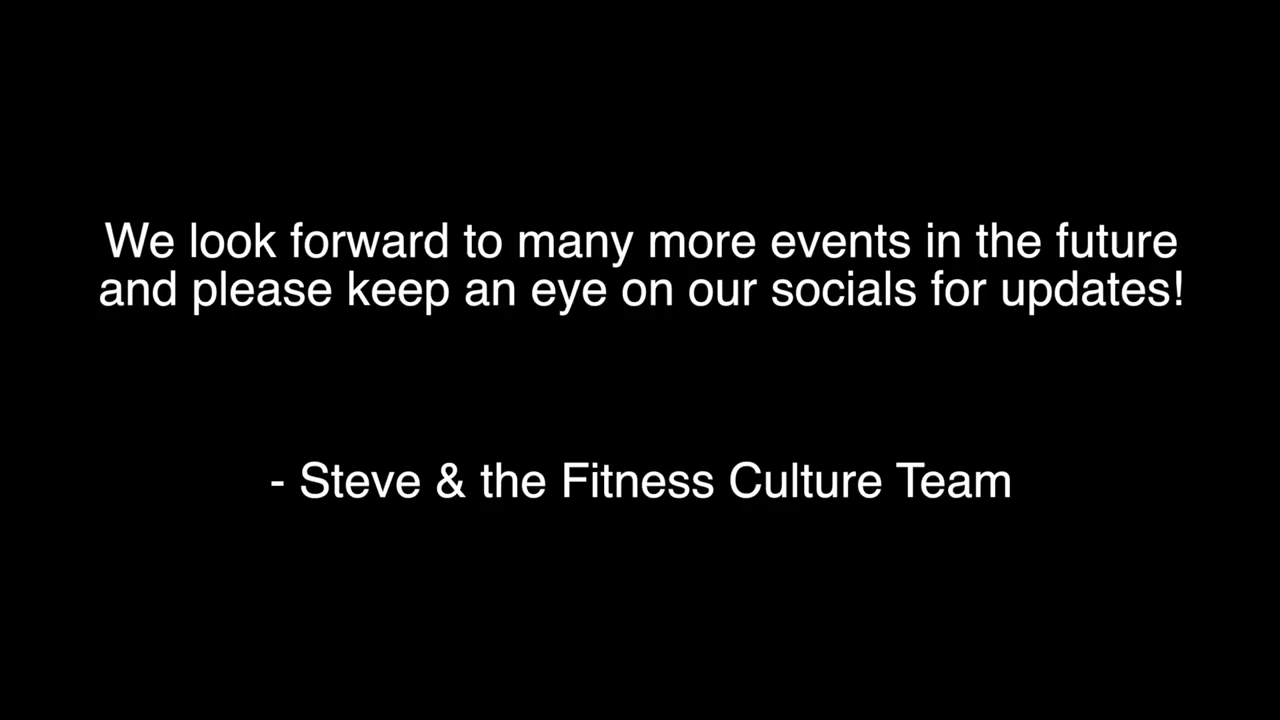 We look forward to many more events in the future
and please keep an eye on our socials for updates!
- Steve & the Fitness Culture Team